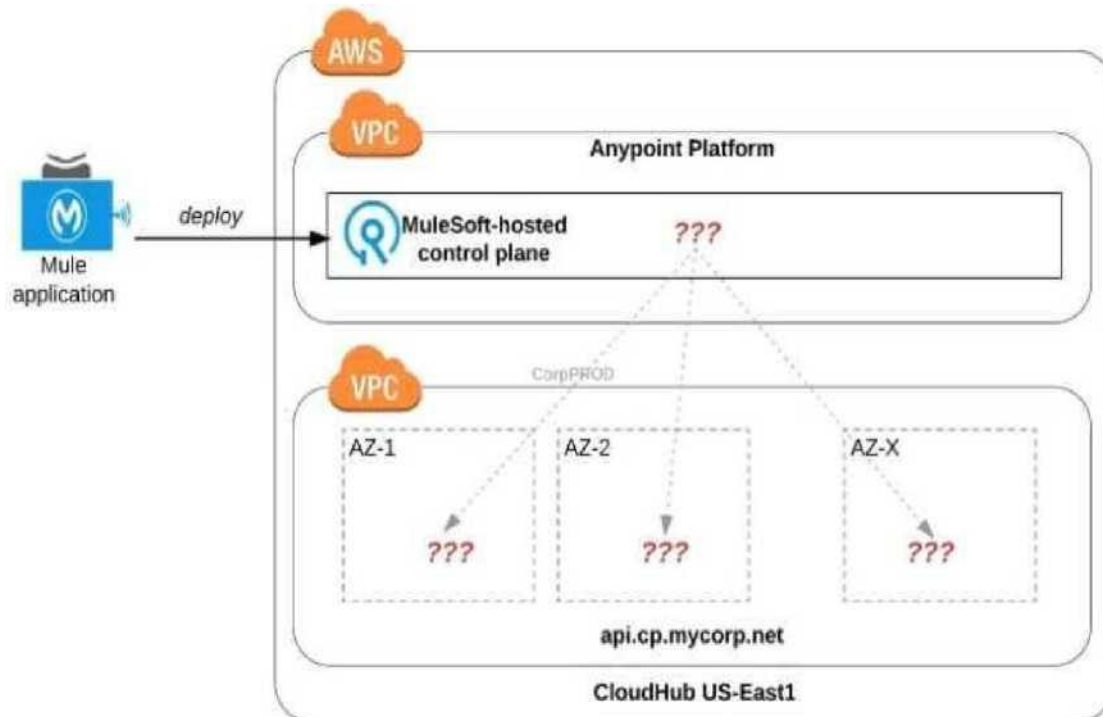 AWS
VPC
Anypoint Platform
deploy
MuleSoft-hosted
control plane
???
Mule
application
CorpPROD
VPC
AZ-1
AZ-2
AZ-X
???
???
???
api.cp.mycorp.net
CloudHub US-East1